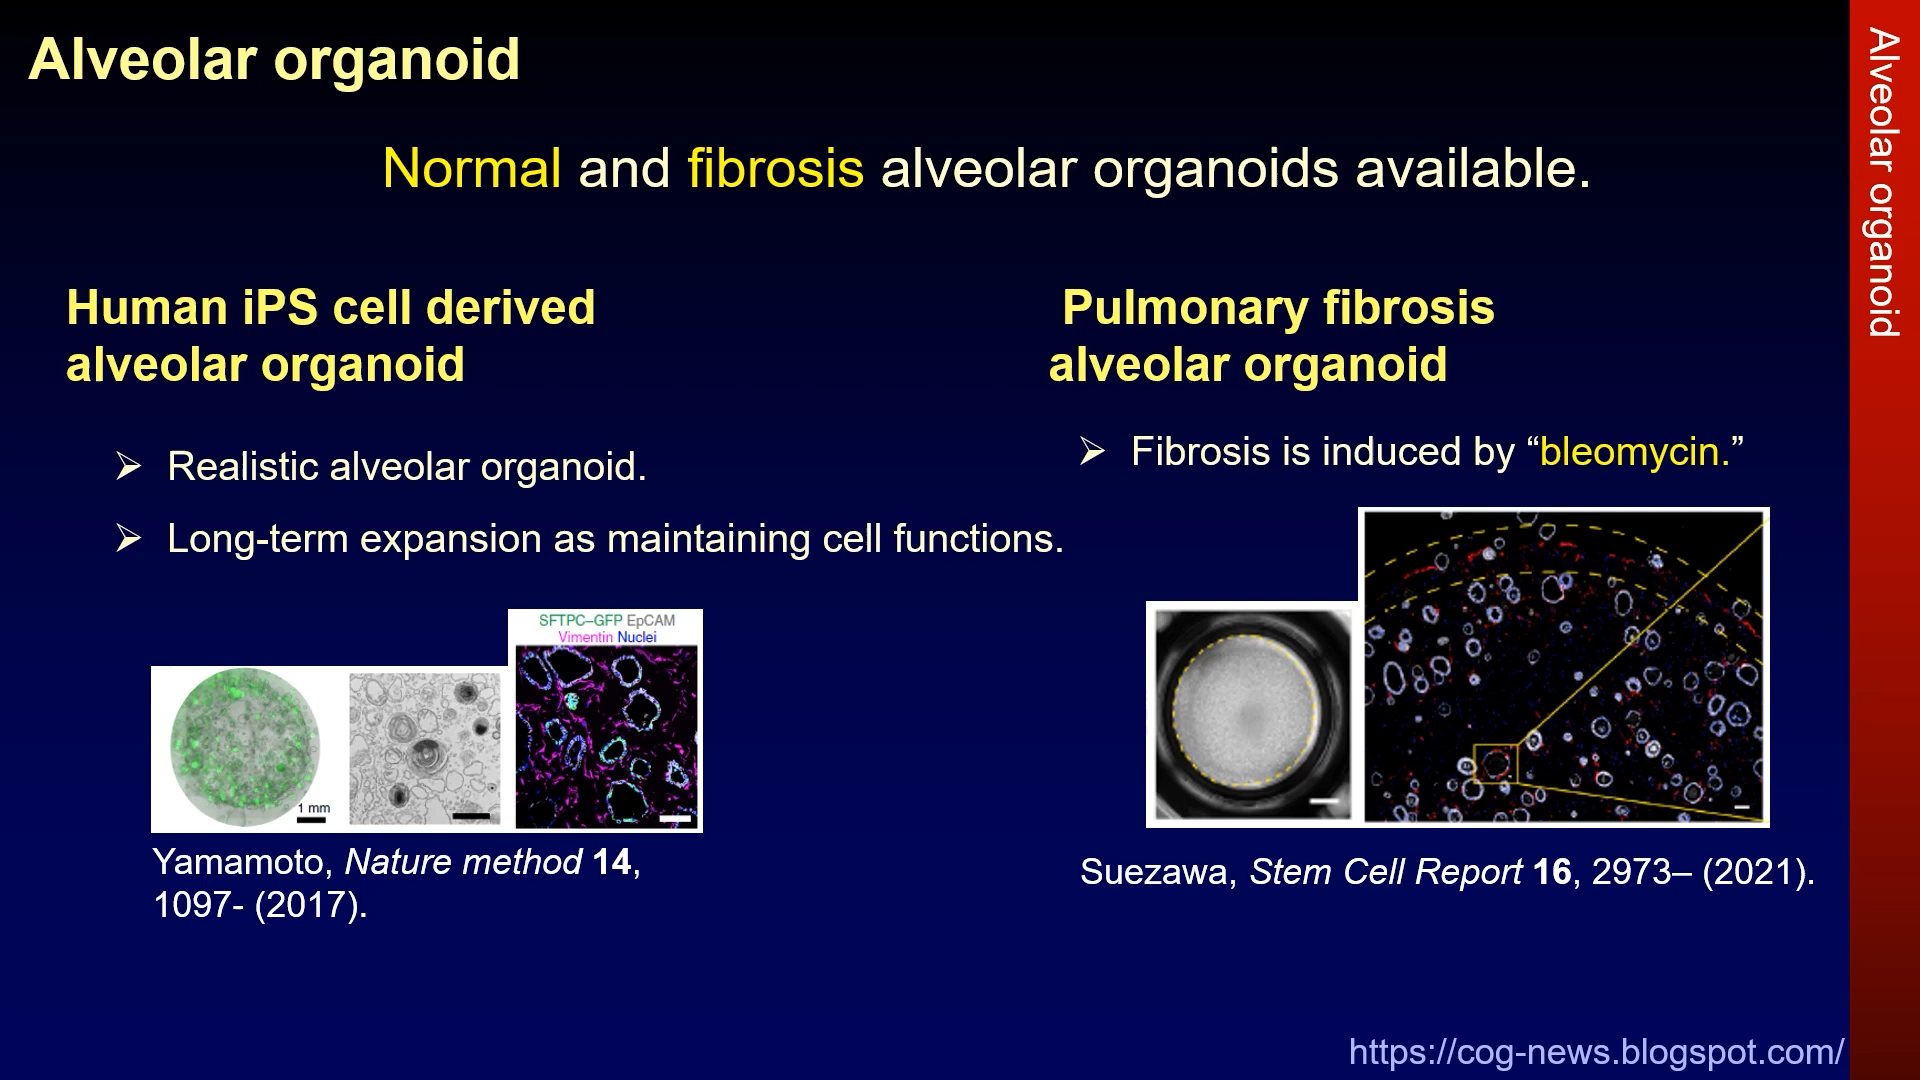 Alveolar organoid
Normal and fibrosis alveolar organoids available.
Human iPS cell derived
alveolar organoid
Realistic alveolar organoid.
Long-term expansion as maintaining cell functions.
SFTPC–GFP EpCAM
Vimentin Nuclei
1 mm
Yamamoto, Nature method 14,
1097- (2017).
Pulmonary fibrosis
alveolar organoid
Fibrosis is induced by “bleomycin.”
Suezawa, Stem Cell Report 16, 2973– (2021).
Alveolar organoid
https://cog-news.blogspot.com/